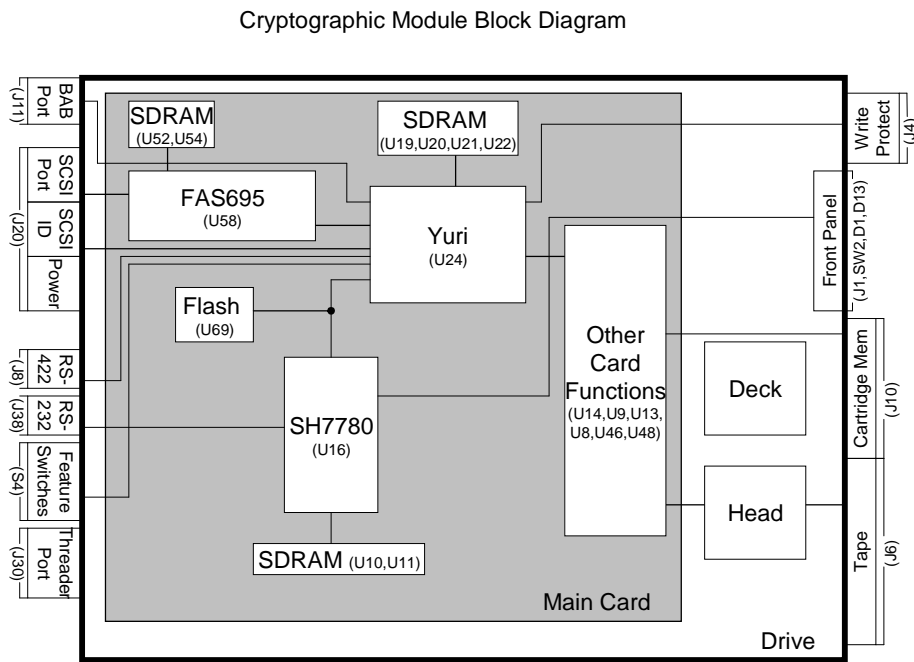 Cryptographic Module Block Diagram
BAB
Port
(J11)
SCSI
Port
SCSI
ID
Power
(J20)
RS-
422
(J8)
RS-
232
(J38)
Feature
Switches
(S4)
Threader
Port
(J30)
SDRAM
(U52,U54)
SDRAM
(U19,U20,U21,U22)
FAS695
(U58)
Yuri
(U24)
Flash
(U69)
SH7780
(U16)
SDRAM (U10,U11)
Other
Card
Functions
(U14,U9,U13,
U8,U46,U48)
Deck
Head
Main Card
Drive
Write
Protect
(J4)
Front Panel
(J1,SW2,D1,D13)
Cartridge Mem
(J10)
Tape
(J6)